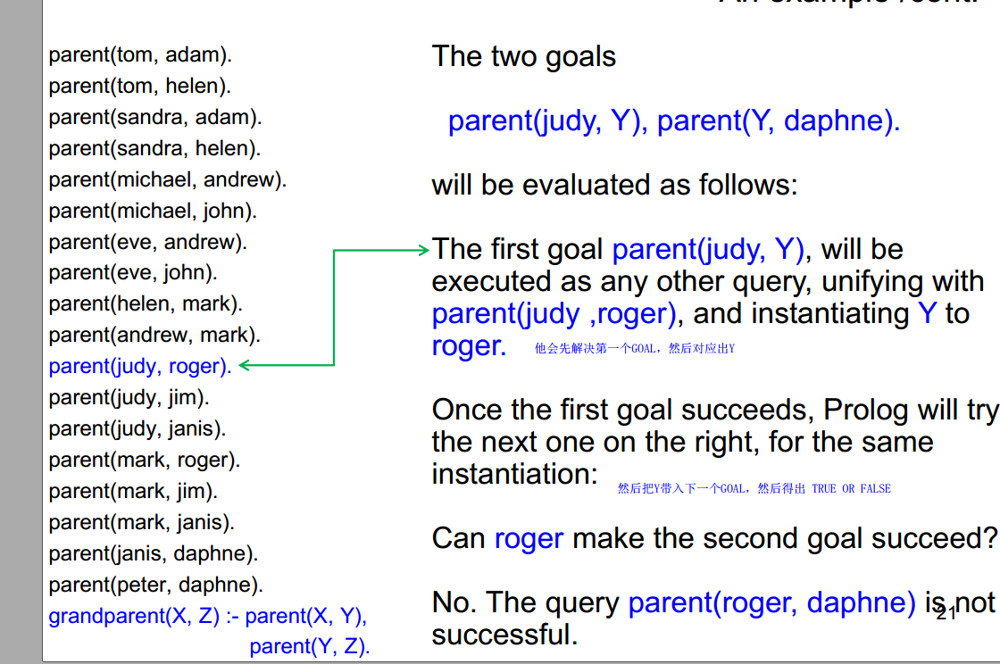 parent(tom, adam).
parent(tom, helen).
parent(sandra, adam).
parent(sandra, helen).
parent(michael, andrew).
parent(michael, john).
parent(eve, andrew).
parent(eve, john).
parent(helen, mark).
parent(andrew, mark).
parent(judy, roger).
parent(judy, jim).
parent(judy, janis).
parent(mark, roger).
parent(mark, jim).
parent(mark, janis).
parent(janis, daphne).
parent(peter, daphne).
grandparent(X, Z) :- parent(X, Y),
parent(Y, Z).
The two goals
parent(judy, Y), parent(Y, daphne).
will be evaluated as follows:
The first goal parent(judy, Y), will be
executed as any other query, unifying with
parent(judy ,roger), and instantiating Y to
roger.
他会先解决第一个GOAL，然后对应出Y
Once the first goal succeeds, Prolog will try
the next one on the right, for the same
instantiation:
然后把Y带入下一个GOAL，然后得出 TRUE OR FALSE
Can roger make the second goal succeed?
No. The query parent(roger, daphne) is not
successful.
21